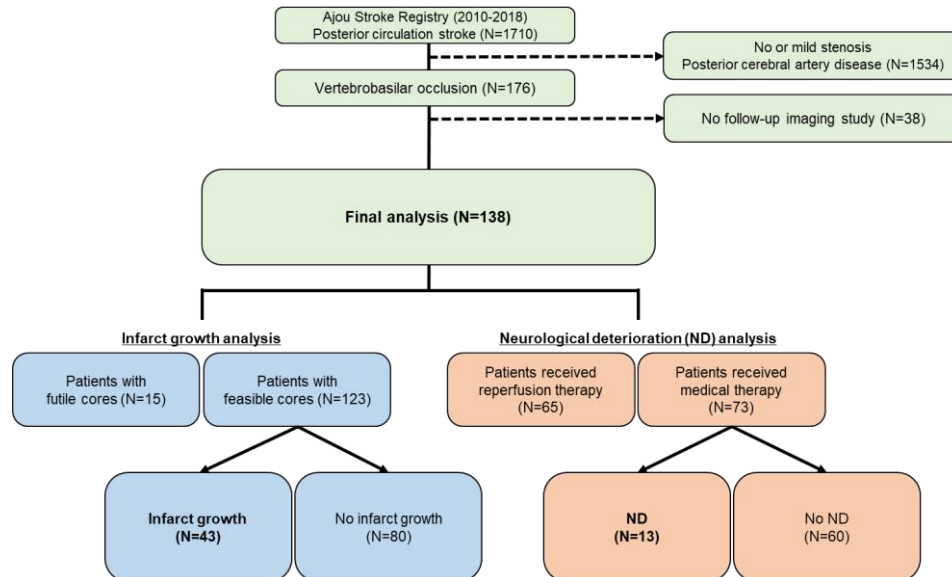 Ajou Stroke Registry (2010-2018)
Posterior circulation stroke (N=1710)
No or mild stenosis
Posterior cerebral artery disease (N=1534)
Vertebrobasilar occlusion (N=176)
No follow-up imaging study (N=38)
Final analysis (N=138)
Infarct growth analysis
Neurological deterioration (ND) analysis
Patients with
futile cores (N=15)
Patients with
feasible cores (N=123)
Patients received
reperfusion therapy
(N=65)
Patients received
medical therapy
(N=73)
Infarct growth
(N=43)
No infarct growth
(N=80)
ND
(N=13)
No ND
(N=60)